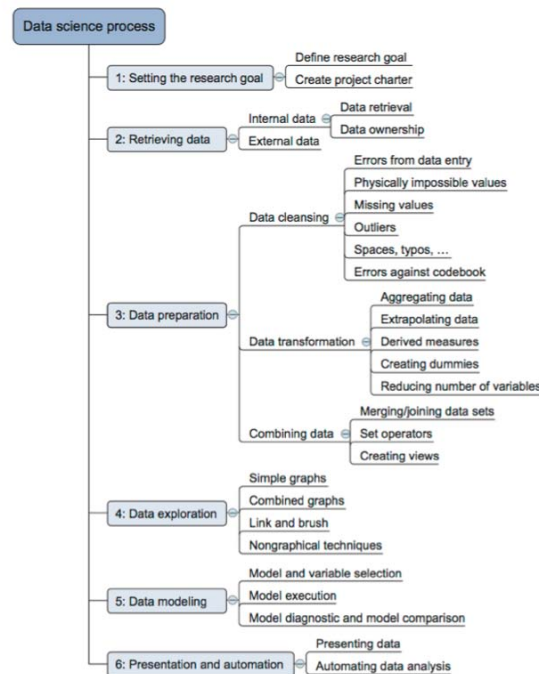 Data science process
1: Setting the research goal
Define research goal
Create project charter
2: Retrieving data
Internal data
Data retrieval
Data ownership
External data
3: Data preparation
Data cleansing
Errors from data entry
Physically impossible values
Missing values
Outliers
Spaces, typos, …
Errors against codebook
Data transformation
Aggregating data
Extrapolating data
Derived measures
Creating dummies
Reducing number of variables
Combining data
Merging/joining data sets
Set operators
Creating views
4: Data exploration
Simple graphs
Combined graphs
Link and brush
Nongraphical techniques
5: Data modeling
Model and variable selection
Model execution
Model diagnostic and model comparison
6: Presentation and automation
Presenting data
Automating data analysis